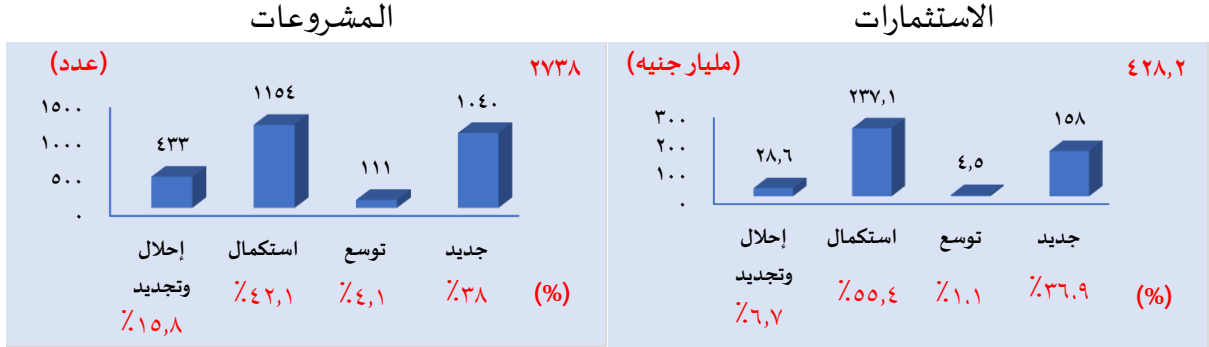 الاستثمارات
٤٢٨,٢ (مليار جنيه)
٣٠٠
٢٠٠
١٠٠
٠
١٥٨ ٤,٥ ٢٣٧,١ ٢٨,٦
جديد توسع استكمال إحلال وتجديد
(%) ٣٦,٩٪ ١,١٪ ٥٥,٤٪ ٦,٧٪
المشروعات
٢٧٣٨ (عدد)
١٥٠٠
١٠٠٠
٥٠٠
٠
١٠٤٠ ١١١ ١١٥٤ ٤٣٣
جديد توسع استكمال إحلال وتجديد
(%) ٣٨٪ ٤,١٪ ٤٢,١٪ ١٥,٨٪